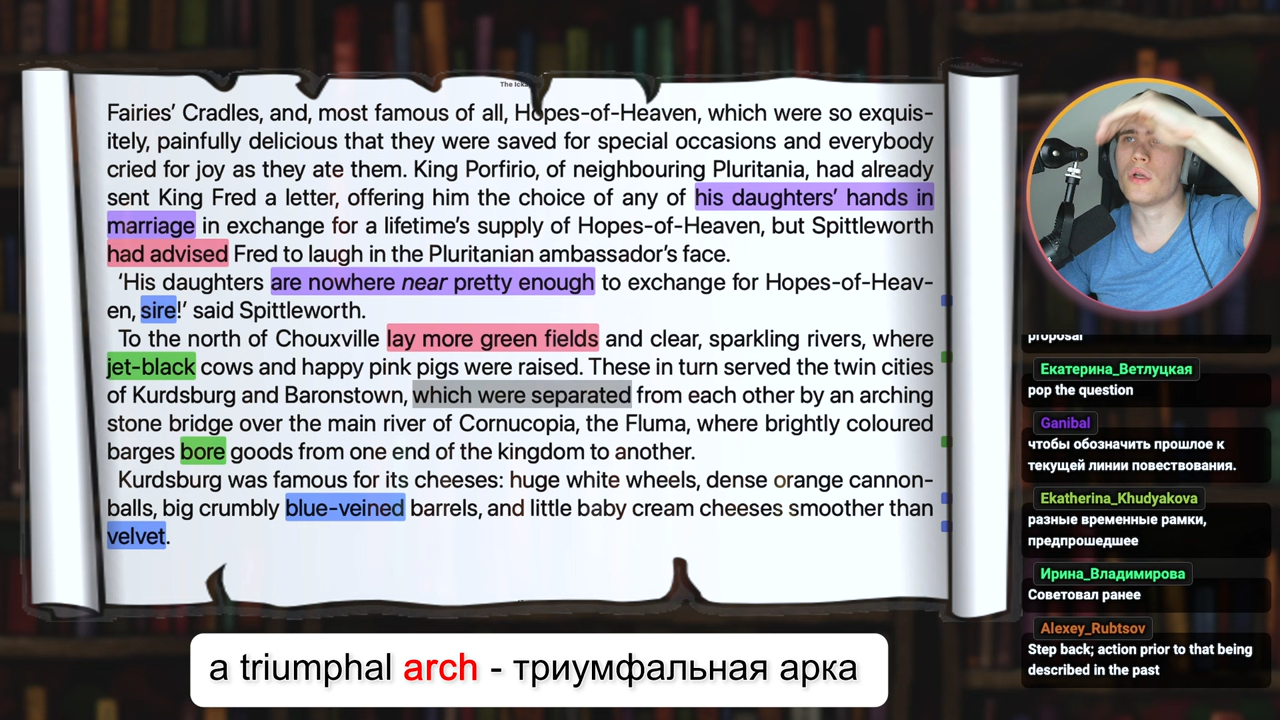 The Icka
Fairies’ Cradles, and, most famous of all, Hopes-of-Heaven, which were so exquis-
itely, painfully delicious that they were saved for special occasions and everybody
cried for joy as they ate them. King Porfirio, of neighbouring Pluritania, had already
sent King Fred a letter, offering him the choice of any of his daughters’ hands in
marriage in exchange for a lifetime’s supply of Hopes-of-Heaven, but Spittleworth
had advised Fred to laugh in the Pluritanian ambassador’s face.
‘His daughters are nowhere near pretty enough to exchange for Hopes-of-Heav-
en, sire!’ said Spittleworth.
To the north of Chouxville lay more green fields and clear, sparkling rivers, where
jet-black cows and happy pink pigs were raised. These in turn served the twin cities
of Kurdsburg and Baronstown, which were separated from each other by an arching
stone bridge over the main river of Cornucopia, the Fluma, where brightly coloured
barges bore goods from one end of the kingdom to another.
Kurdsburg was famous for its cheeses: huge white wheels, dense orange cannon-
balls, big crumbly blue-veined barrels, and little baby cream cheeses smoother than
velvet.
a triumphal arch - триумфальная арка
proposal
Екатерина_Ветлуцкая
pop the question
Ganibal
чтобы обозначить прошлое к
текущей линии повествования.
Ekatherina_Khudyakova
разные временные рамки,
предпрошедшее
Ирина_Владимирова
Советовал ранее
Alexey_Rubtsov
Step back; action prior to that being
described in the past